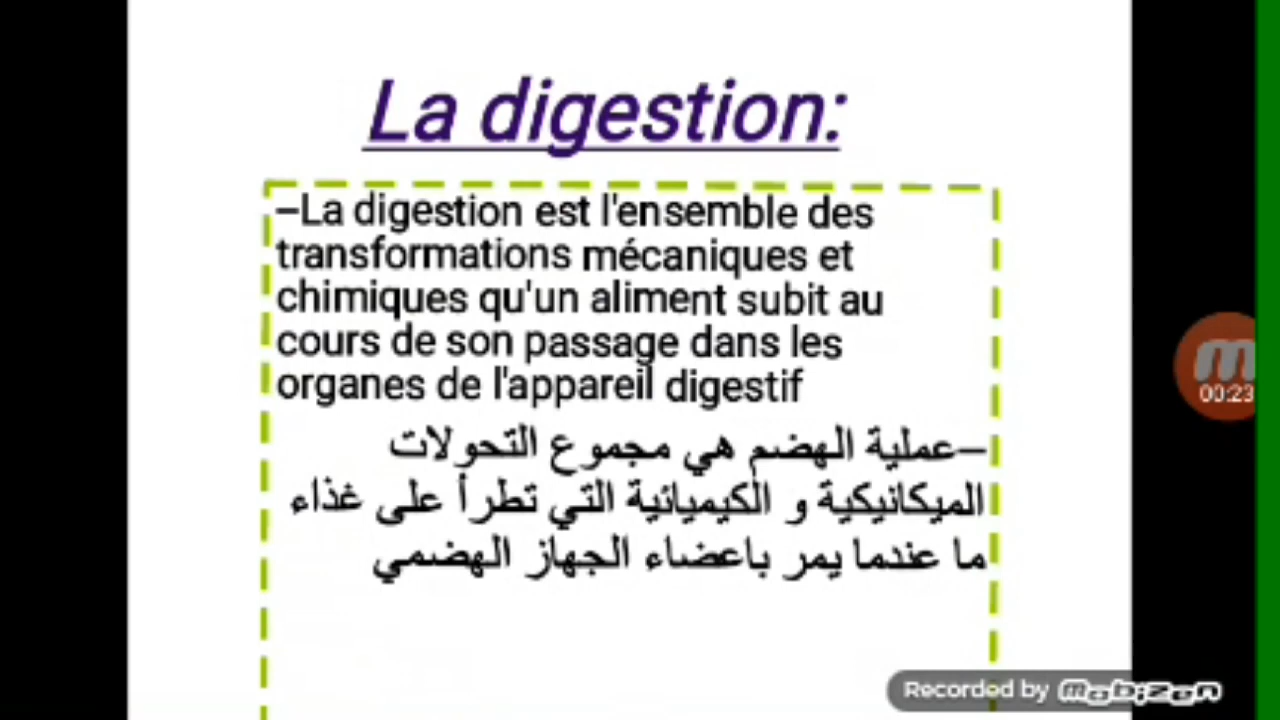 La digestion:
–La digestion est l'ensemble des
transformations mécaniques et
chimiques qu'un aliment subit au
cours de son passage dans les
organes de l'appareil digestif
–عملية الهضم هي مجموع التحولات
الميكانيكية و الكيميائية التي تطرأ على غذاء
ما عندما يمر باعضاء الجهاز الهضمي
00:23
Recorded by Mobizen